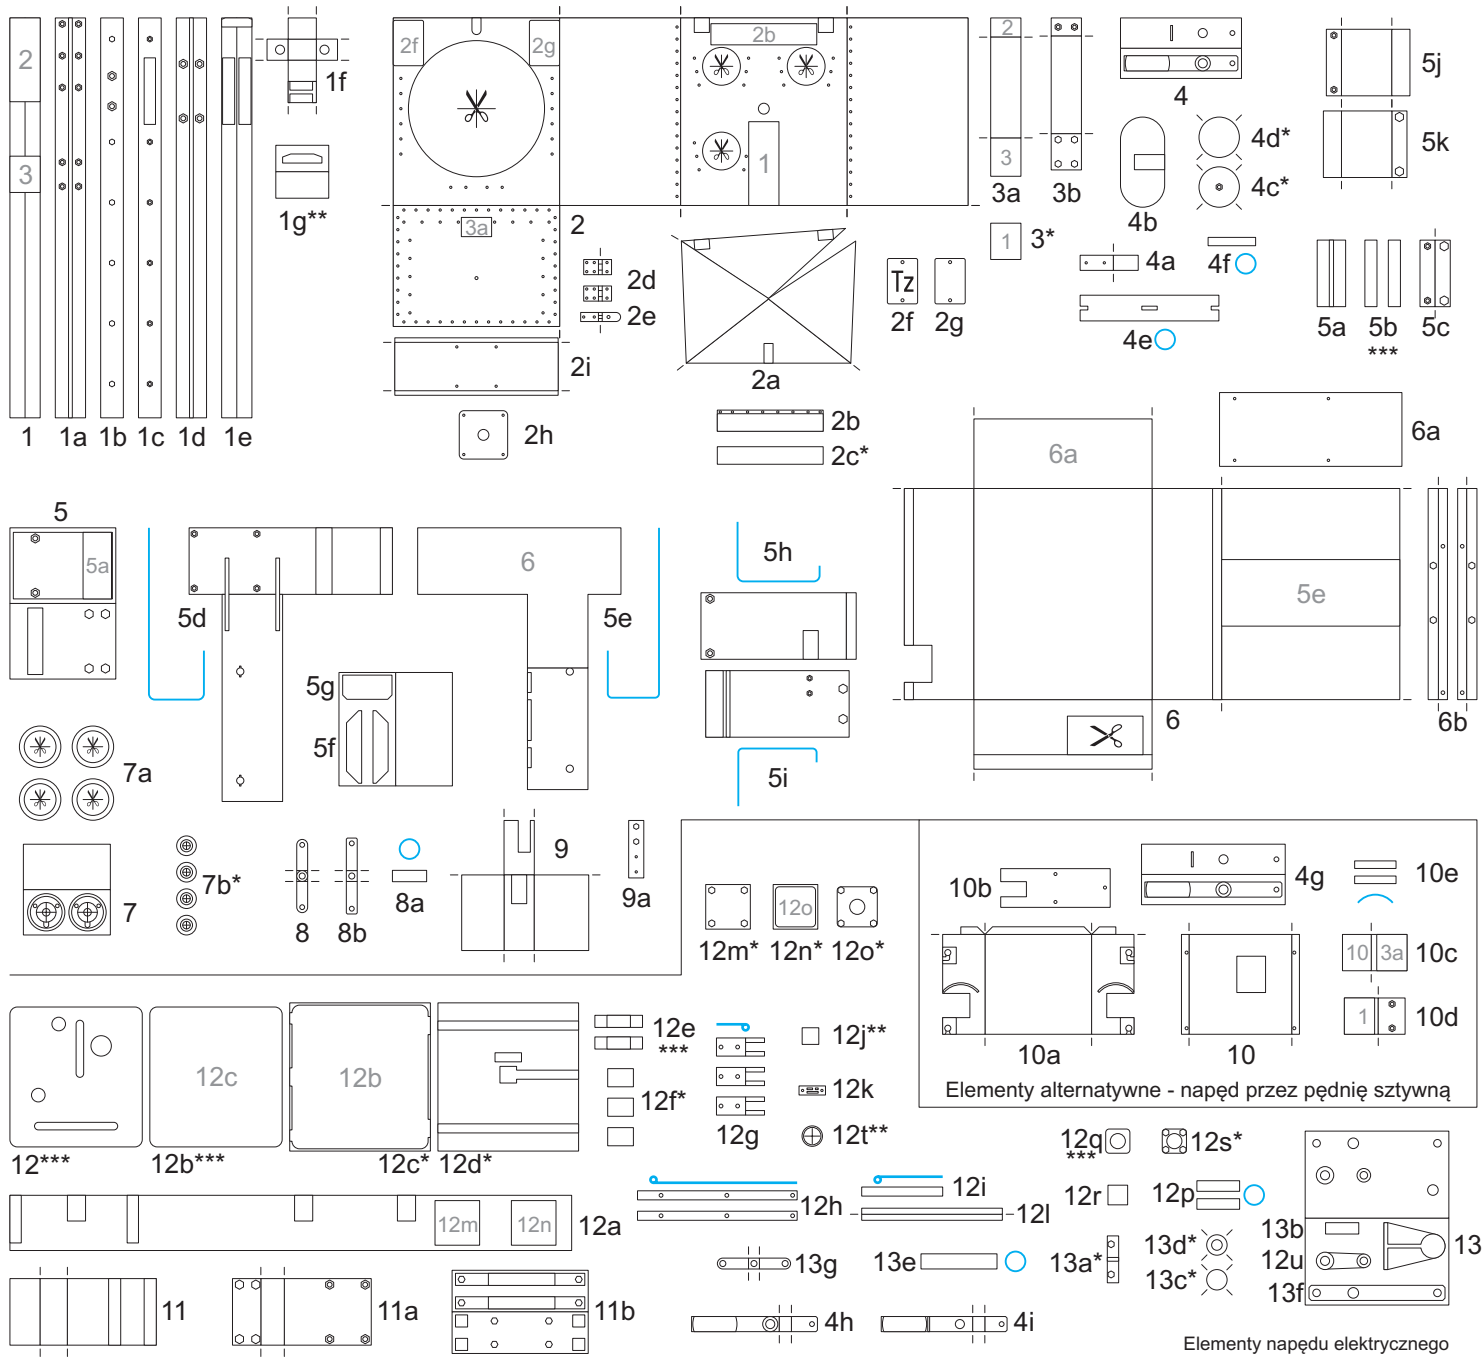 2
3
1
1a
1b
1c
1d
1e
1f
1g**
2f
2g
2b
1
3a
2
2d
2e
2i
2h
2a
2b
2c*
Tz
2f
2g
2
3
3a
3b
1
3*
4
4b
4d*
4c*
4a
4f
4e
5j
5k
5a
5b
***
5c
6a
6a
5e
6
6b
5
5a
5d
6
5e
5g
5f
5h
5i
7a
7
7b*
8
8b
8a
9
9a
12o
12m*
12n*
12o*
10b
4g
10e
10a
10
10
3a
10c
1
10d
Elementy alternatywne - napęd przez pędnię sztywną
12***
12c
12b***
12b
12c*
12d*
12e
***
12f*
12g
12j**
12k
12t**
12h
12i
12l
12m
12n
12a
12q
***
12s*
12r
12p
13a*
13d*
13c*
13b
12u
13f
13
13g
13e
11
11a
11b
4h
4i
Elementy napędu elektrycznego